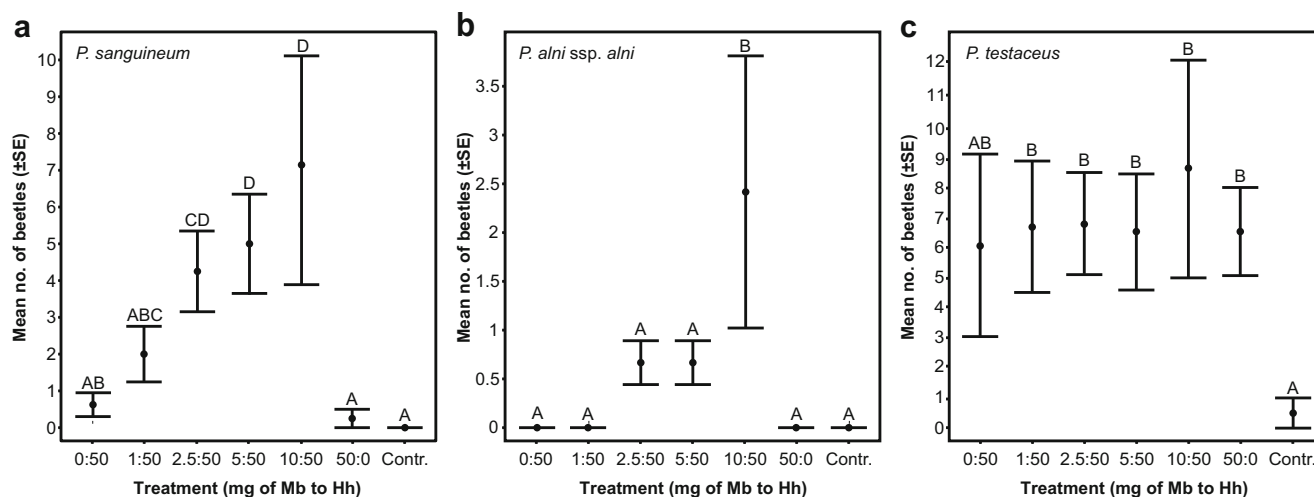 a
P. sanguineum
Mean no. of beetles (±SE)
10
9
8
7
6
5
4
3
2
1
0
AB
ABC
CD
D
D
A
A
0:50 1:50 2.5:50 5:50 10:50 50:0 Contr.
Treatment (mg of Mb to Hh)
b
P. alni ssp. alni
Mean no. of beetles (±SE)
3.5
3
2.5
2
1.5
1
0.5
0
A
A
A
A
B
A
A
0:50 1:50 2.5:50 5:50 10:50 50:0 Contr.
Treatment (mg of Mb to Hh)
c
P. testaceus
Mean no. of beetles (±SE)
12
11
10
9
8
7
6
5
4
3
2
1
0
AB
B
B
B
B
B
A
0:50 1:50 2.5:50 5:50 10:50 50:0 Contr.
Treatment (mg of Mb to Hh)